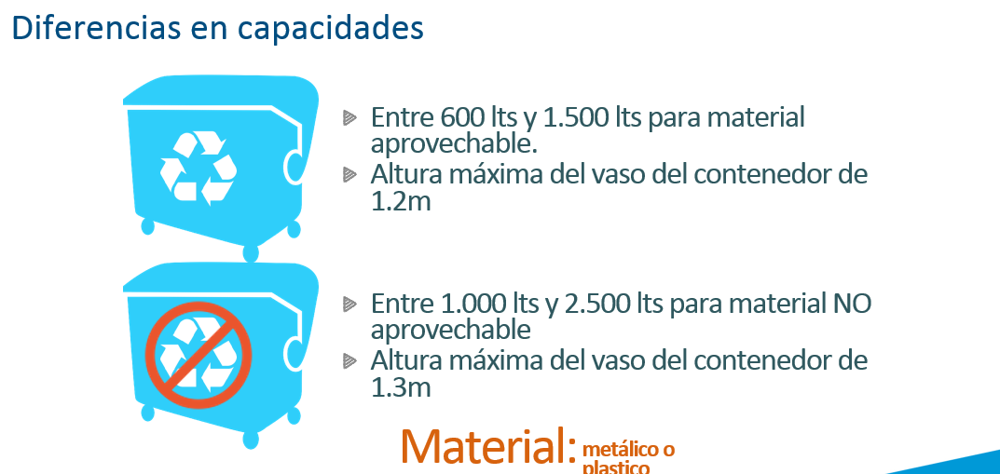 Diferencias en capacidades
Entre 600 lts y 1.500 lts para material
aprovechable.
Altura máxima del vaso del contenedor de
1.2m
Entre 1.000 lts y 2.500 lts para material NO
aprovechable
Altura máxima del vaso del contenedor de
1.3m
Material: metálico o
plastico